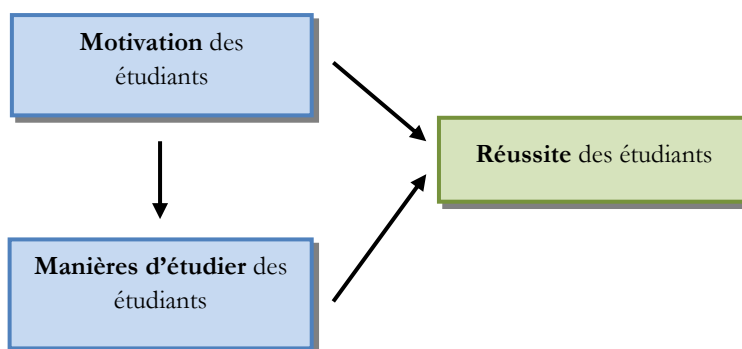 Motivation des
étudiants
Réussite des étudiants
Manières d'étudier des
étudiants